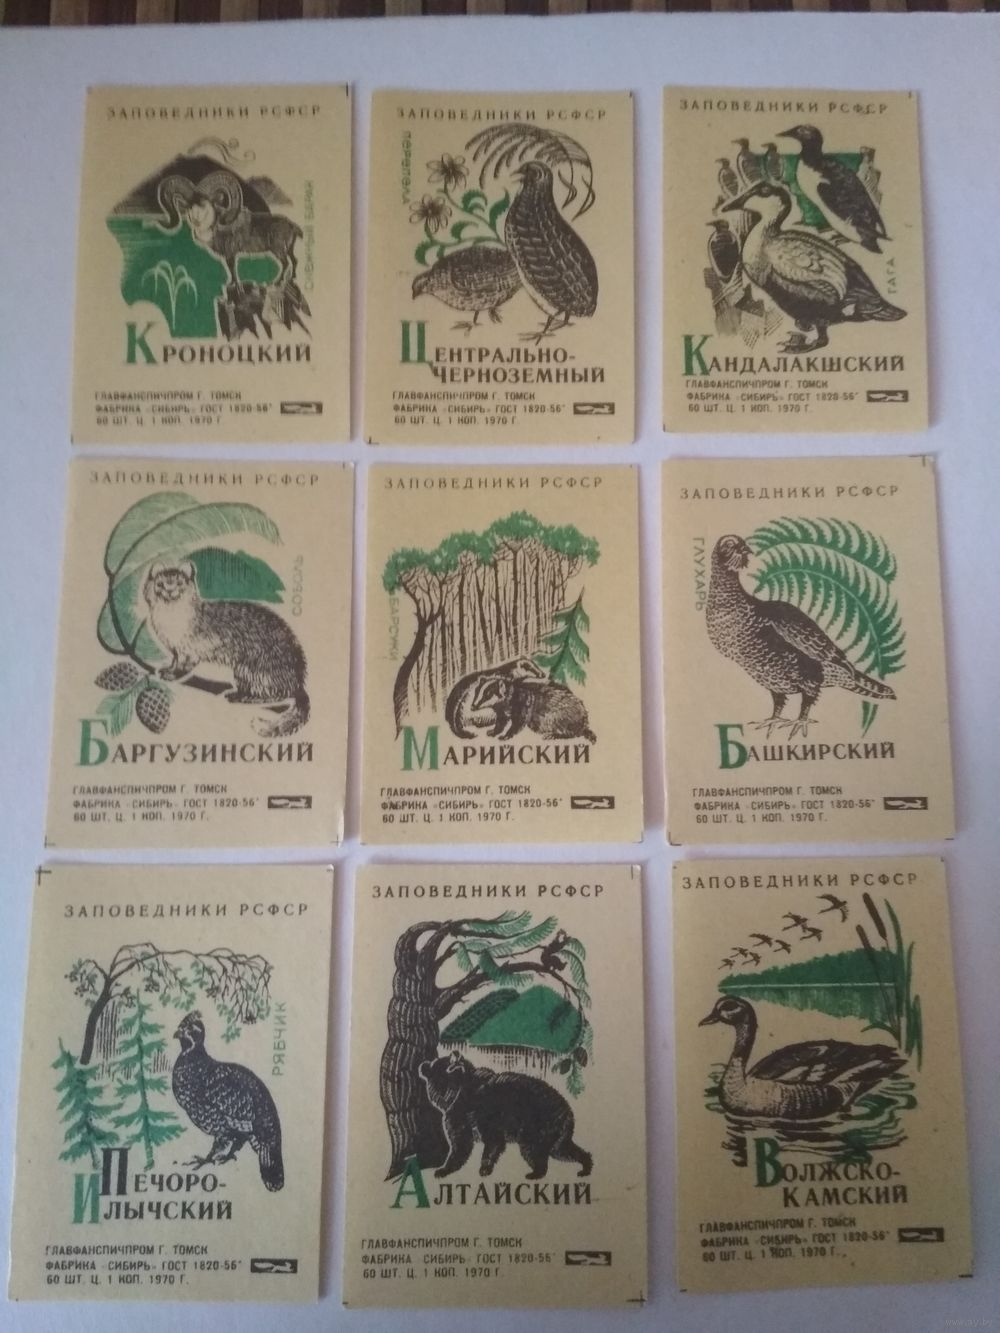 ЗАПОВЕДНИКИ РСФСР
СНЕЖНЫЙ БАРАН
КРОНОЦКИЙ
ГЛАВФАНСПИЧПРОМ Г. ТОМСК
ФАБРИКА «СИБИРЬ» ГОСТ 1820-56*
60 ШТ. Ц. 1 КОП. 1970 Г.
ЗАПОВЕДНИКИ РСФСР
ПЕРЕПЕЛА
ЦЕНТРАЛЬНО-
ЧЕРНОЗЕМНЫЙ
ГЛАВФАНСПИЧПРОМ Г. ТОМСК
ФАБРИКА «СИБИРЬ» ГОСТ 1820-56*
60 ШТ. Ц. 1 КОП. 1970 Г.
ЗАПОВЕДНИКИ РСФСР
ГАГА
КАНДАЛАКШСКИЙ
ГЛАВФАНСПИЧПРОМ Г. ТОМСК
ФАБРИКА «СИБИРЬ» ГОСТ 1820-56*
60 ШТ. Ц. 1 КОП. 1970 Г.
ЗАПОВЕДНИКИ РСФСР
СОБОЛЬ
БАРГУЗИНСКИЙ
ГЛАВФАНСПИЧПРОМ Г. ТОМСК
ФАБРИКА «СИБИРЬ» ГОСТ 1820-56*
60 ШТ. Ц. 1 КОП. 1970 Г.
ЗАПОВЕДНИКИ РСФСР
БАРСУКИ
МАРИЙСКИЙ
ГЛАВФАНСПИЧПРОМ Г. ТОМСК
ФАБРИКА «СИБИРЬ» ГОСТ 1820-56*
60 ШТ. Ц. 1 КОП. 1970 Г.
ЗАПОВЕДНИКИ РСФСР
ГЛУХАРЬ
БАШКИРСКИЙ
ГЛАВФАНСПИЧПРОМ Г. ТОМСК
ФАБРИКА «СИБИРЬ» ГОСТ 1820-56*
60 ШТ. Ц. 1 КОП. 1970 Г.
ЗАПОВЕДНИКИ РСФСР
РЯБЧИК
ПЕЧОРО-
ИЛЫЧСКИЙ
ГЛАВФАНСПИЧПРОМ Г. ТОМСК
ФАБРИКА «СИБИРЬ» ГОСТ 1820-56*
60 ШТ. Ц. 1 КОП. 1970 Г.
ЗАПОВЕДНИКИ РСФСР
АЛТАЙСКИЙ
ГЛАВФАНСПИЧПРОМ Г. ТОМСК
ФАБРИКА «СИБИРЬ» ГОСТ 1820-56*
60 ШТ. Ц. 1 КОП. 1970 Г.
ЗАПОВЕДНИКИ РСФСР
ВОЛЖСКО-
КАМСКИЙ
ГЛАВФАНСПИЧПРОМ Г. ТОМСК
ФАБРИКА «СИБИРЬ» ГОСТ 1820-56*
60 ШТ. Ц. 1 КОП. 1970 Г.